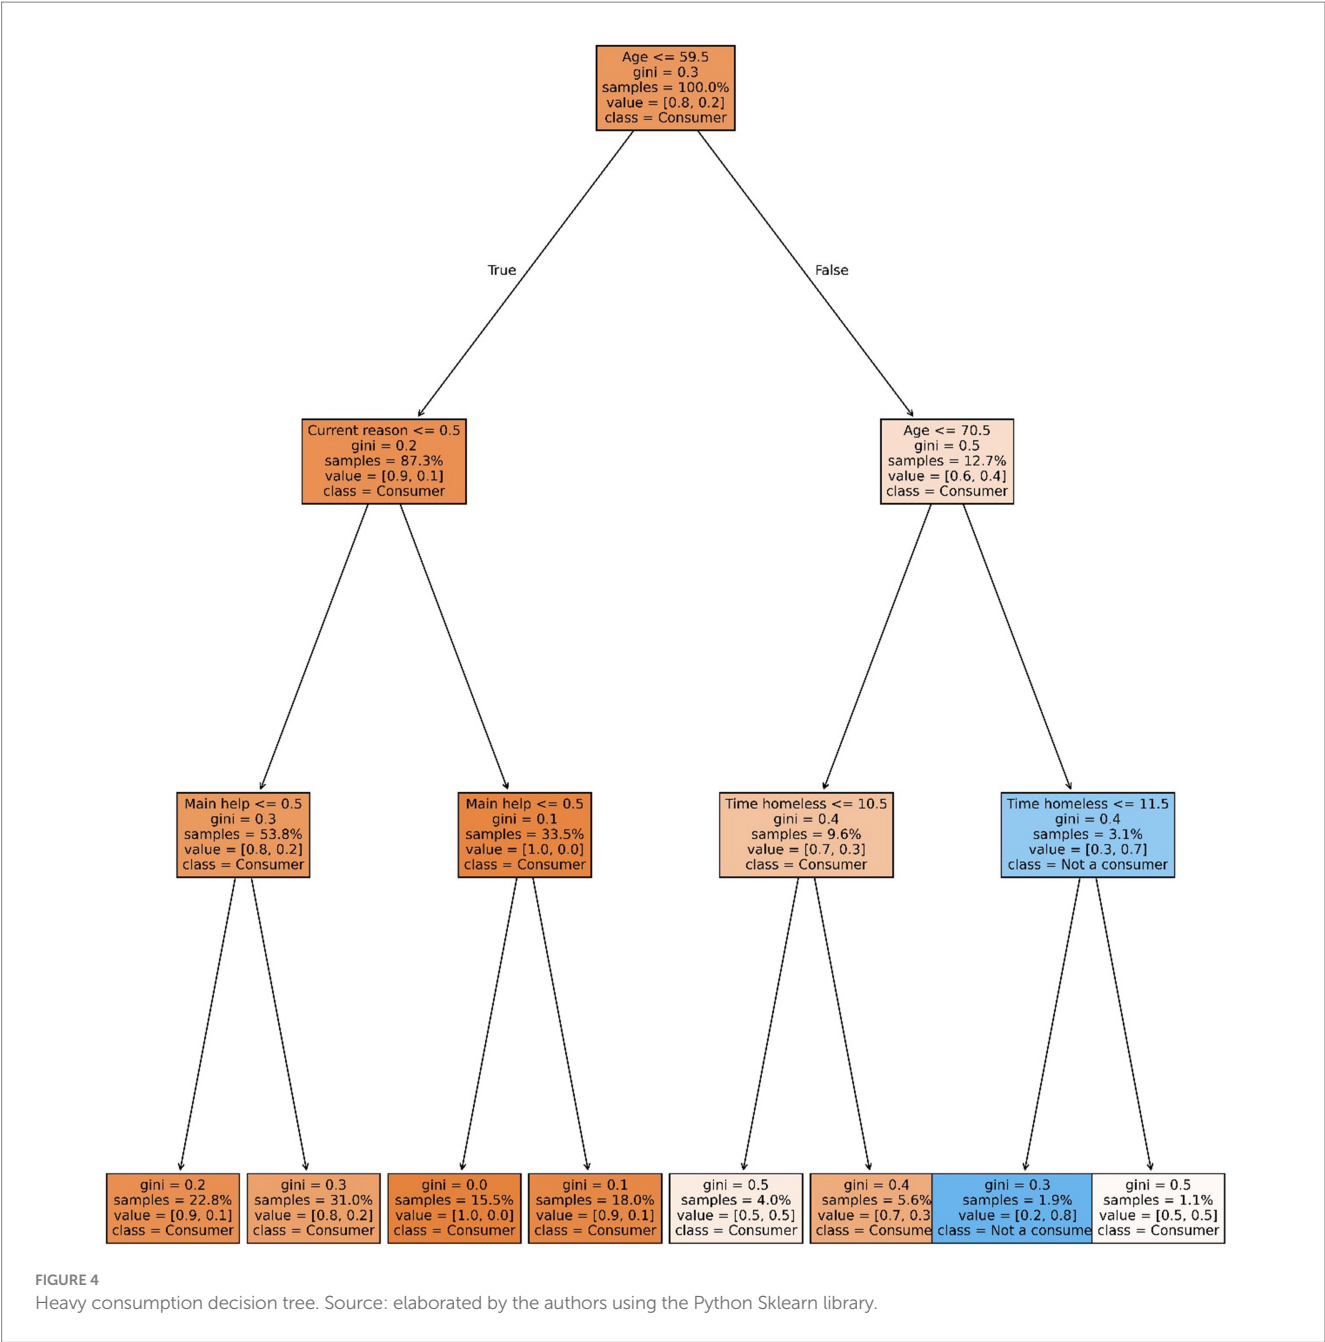 Age <= 59.5
gini = 0.3
samples = 100.0%
value = [0.8, 0.2]
class = Consumer
True
False
Current reason <= 0.5
gini = 0.2
samples = 87.3%
value = [0.9, 0.1]
class = Consumer
Age <= 70.5
gini = 0.5
samples = 12.7%
value = [0.6, 0.4]
class = Consumer
Main help <= 0.5
gini = 0.3
samples = 53.8%
value = [0.8, 0.2]
class = Consumer
Main help <= 0.5
gini = 0.1
samples = 33.5%
value = [1.0, 0.0]
class = Consumer
Time homeless <= 10.5
gini = 0.4
samples = 9.6%
value = [0.7, 0.3]
class = Consumer
Time homeless <= 11.5
gini = 0.4
samples = 3.1%
value = [0.3, 0.7]
class = Not a consumer
gini = 0.2
samples = 22.8%
value = [0.9, 0.1]
class = Consumer
gini = 0.3
samples = 31.0%
value = [0.8, 0.2]
class = Consumer
gini = 0.0
samples = 15.5%
value = [1.0, 0.0]
class = Consumer
gini = 0.1
samples = 18.0%
value = [0.9, 0.1]
class = Consumer
gini = 0.5
samples = 4.0%
value = [0.5, 0.5]
class = Consumer
gini = 0.4
samples = 5.6%
value = [0.7, 0.3
class = Consume
gini = 0.3
samples = 1.9%
value = [0.2, 0.8]
class = Not a consume
gini = 0.5
samples = 1.1%
value = [0.5, 0.5]
class = Consumer
FIGURE 4
Heavy consumption decision tree. Source: elaborated by the authors using the Python Sklearn library.